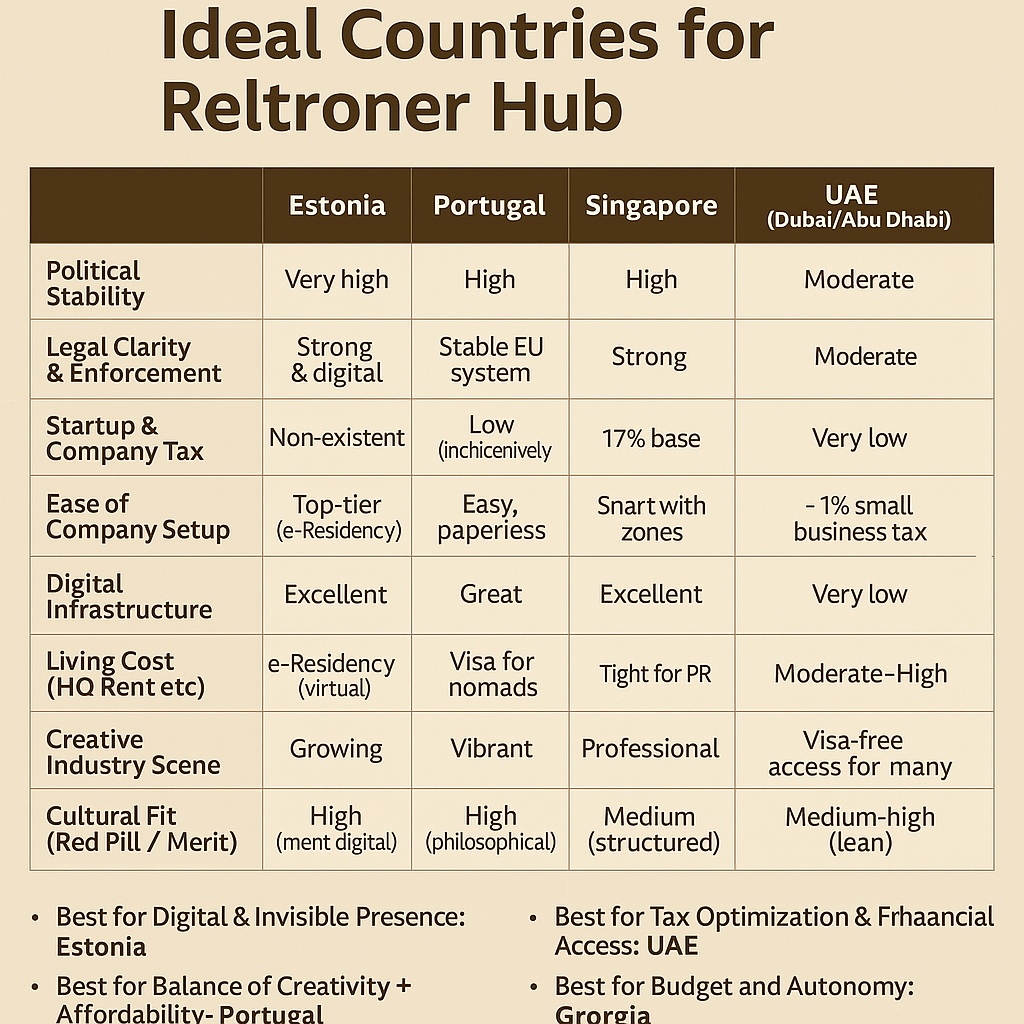 Ideal Countries for
Reltroner Hub
Estonia Portugal Singapore UAE
(Dubai/Abu Dhabi)
Political
Stability
Very high
High
High
Moderate
Legal Clarity
& Enforcement
Strong
& digital
Stable EU
system
Strong
Moderate
Startup &
Company Tax
Non-existent
Low
(inchicenively
17% base
Very low
Ease of
Company Setup
Top-tier
(e-Residency)
Easy,
paperiess
Snart with
zones
- 1% small
business tax
Digital
Infrastructure
Excellent
Great
Excellent
Very low
Living Cost
(HQ Rent etc)
e-Residency
(virtual)
Visa for
nomads
Tight for PR
Moderate–High
Creative
Industry Scene
Growing
Vibrant
Professional
Visa-free
access for many
Cultural Fit
(Red Pill / Merit)
High
(ment digital)
High
(philosophical)
Medium
(structured)
Medium-high
(lean)
• Best for Digital & Invisible Presence:
Estonia
• Best for Balance of Creativity +
Affordability- Portugal
• Best for Tax Optimization & Frhaancial
Access: UAE
• Best for Budget and Autonomy:
Grorgia